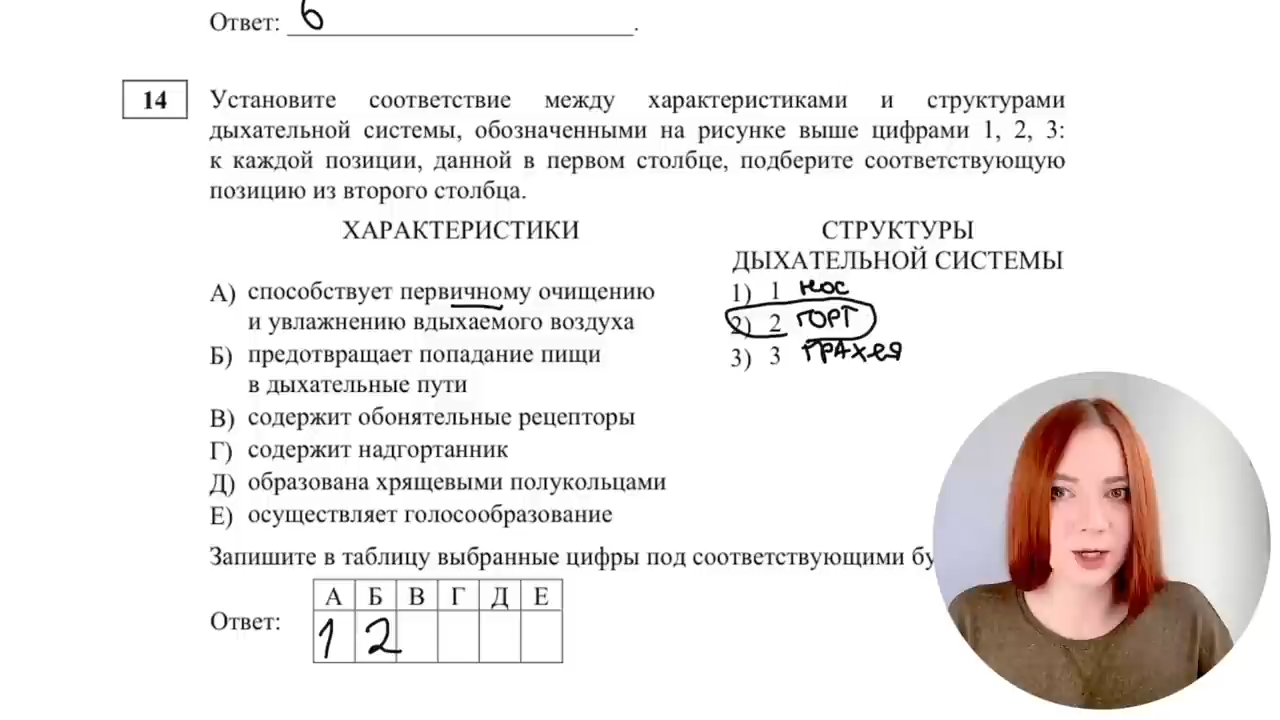 Ответ: 6.
14 Установите соответствие между характеристиками и структурами
дыхательной системы, обозначенными на рисунке выше цифрами 1, 2, 3:
к каждой позиции, данной в первом столбце, подберите соответствующую
позицию из второго столбца.
ХАРАКТЕРИСТИКИ
А) способствует первичному очищению
и увлажнению вдыхаемого воздуха
Б) предотвращает попадание пищи
в дыхательные пути
В) содержит обонятельные рецепторы
Г) содержит надгортанник
Д) образована хрящевыми полукольцами
Е) осуществляет голосообразование
СТРУКТУРЫ
ДЫХАТЕЛЬНОЙ СИСТЕМЫ
1) 1 нос
2) 2 ГОРТ
3) 3 ТРАХЕЯ
Запишите в таблицу выбранные цифры под соответствующими бу
А Б В Г Д Е
Ответ: 1 2